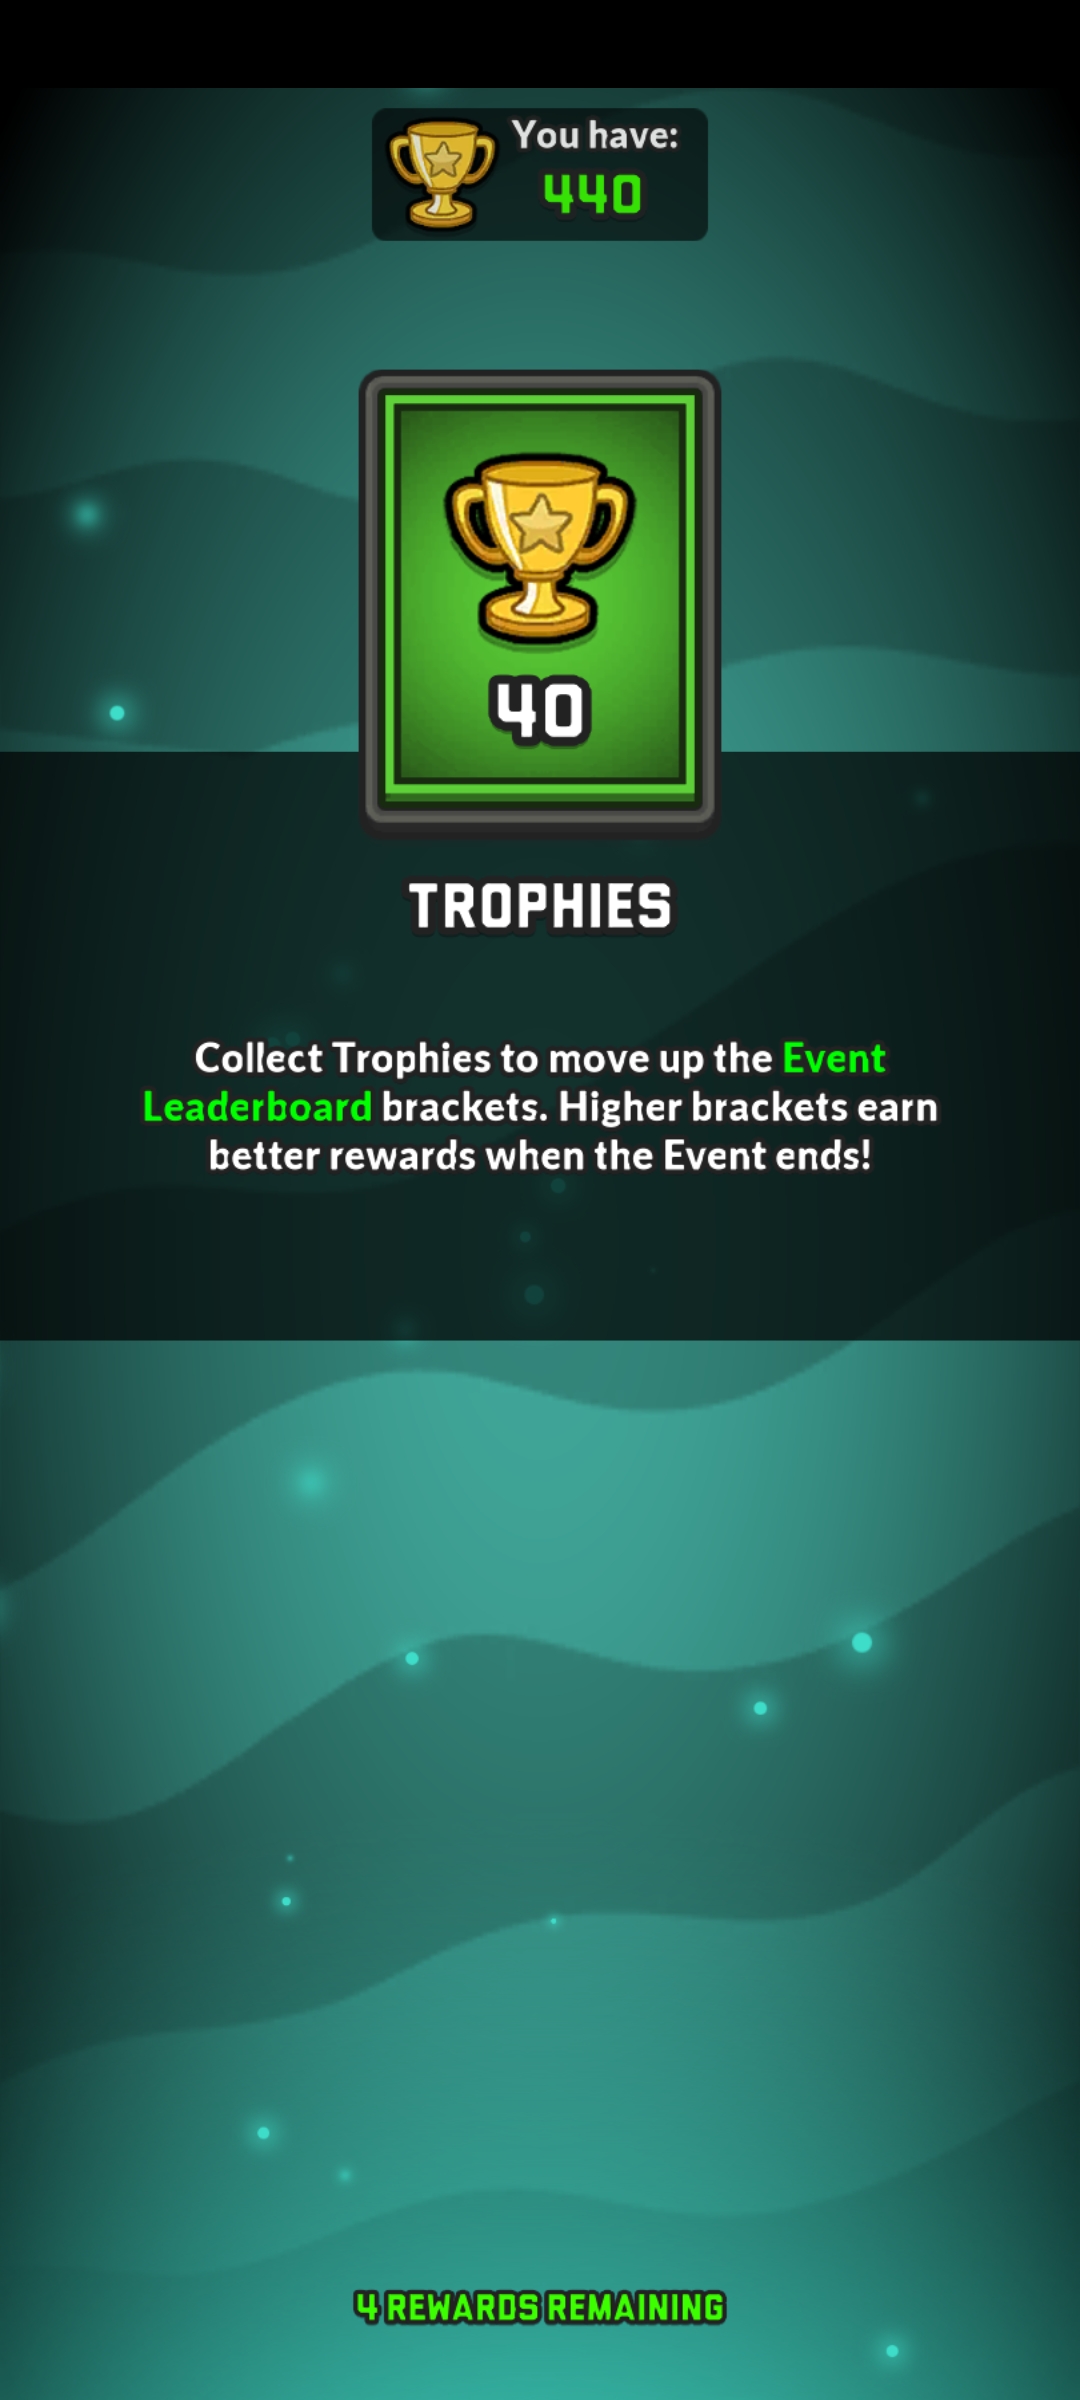 You have:
440
40
TROPHIES
Collect Trophies to move up the Event
Leaderboard brackets. Higher brackets earn
better rewards when the Event ends!
4 REWARDS REMAINING